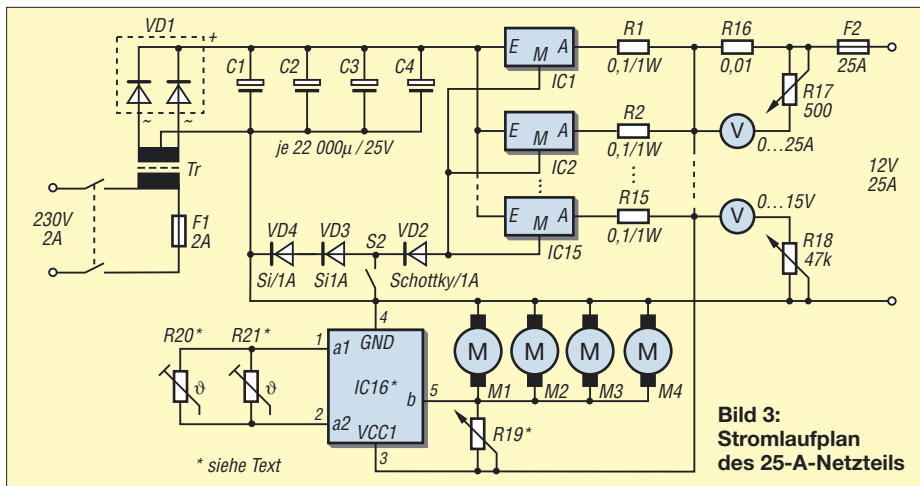 VD1
+
~
~
C1
C2
C3
C4
je 22 000µ / 25V
E
M
A
IC1
R1
0,1/1W
R16
0,01
F2
25A
R17
500
E
M
A
IC2
R2
0,1/1W
V
0...25A
Tr
E
M
A
IC15
R15
0,1/1W
V
0...15V
12V
25A
230V
2A
F1
2A
VD4
Si/1A
VD3
Si1A
S2
VD2
Schottky/1A
R18
47k
4
R20*
ϑ
R21*
ϑ
1
a1
GND
IC16*
b
5
2
a2
VCC1
3
M
M1
M
M2
M
M3
M
M4
R19*
* siehe Text
Bild 3:
Stromlaufplan
des 25-A-Netzteils